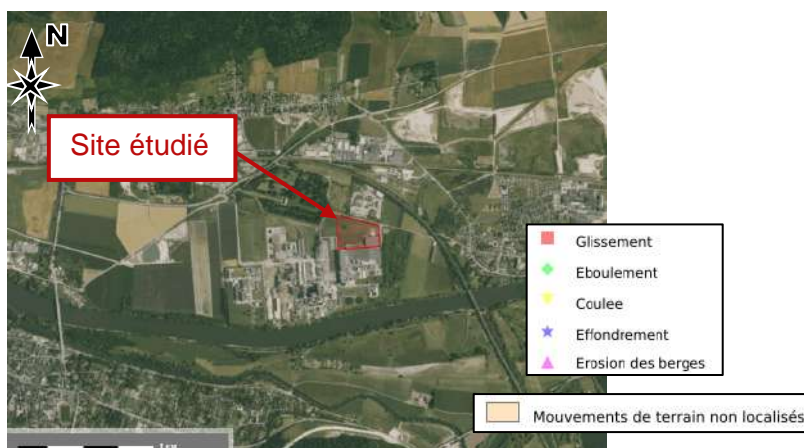 N
Site étudié
Glissement
Eboulement
Coulee
Effondrement
Erosion des berges
Mouvements de terrain non localisés